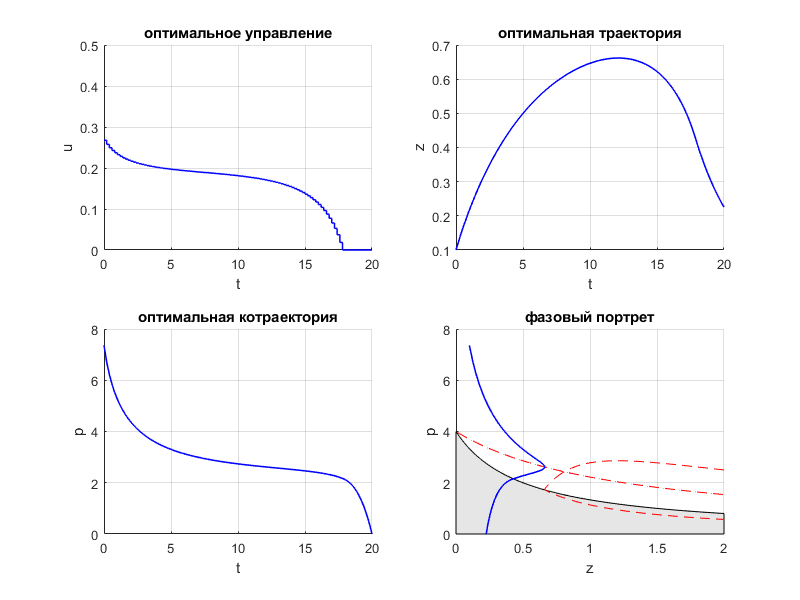 оптимальное управление
0.5
0.4
0.3
0.2
0.1
0
u
0 5 10 15 20
t
оптимальная траектория
0.7
0.6
0.5
0.4
0.3
0.2
0.1
z
0 5 10 15 20
t
оптимальная котраектория
8
6
4
2
0
p
0 5 10 15 20
t
фазовый портрет
8
6
4
2
0
p
0 0.5 1 1.5 2
z